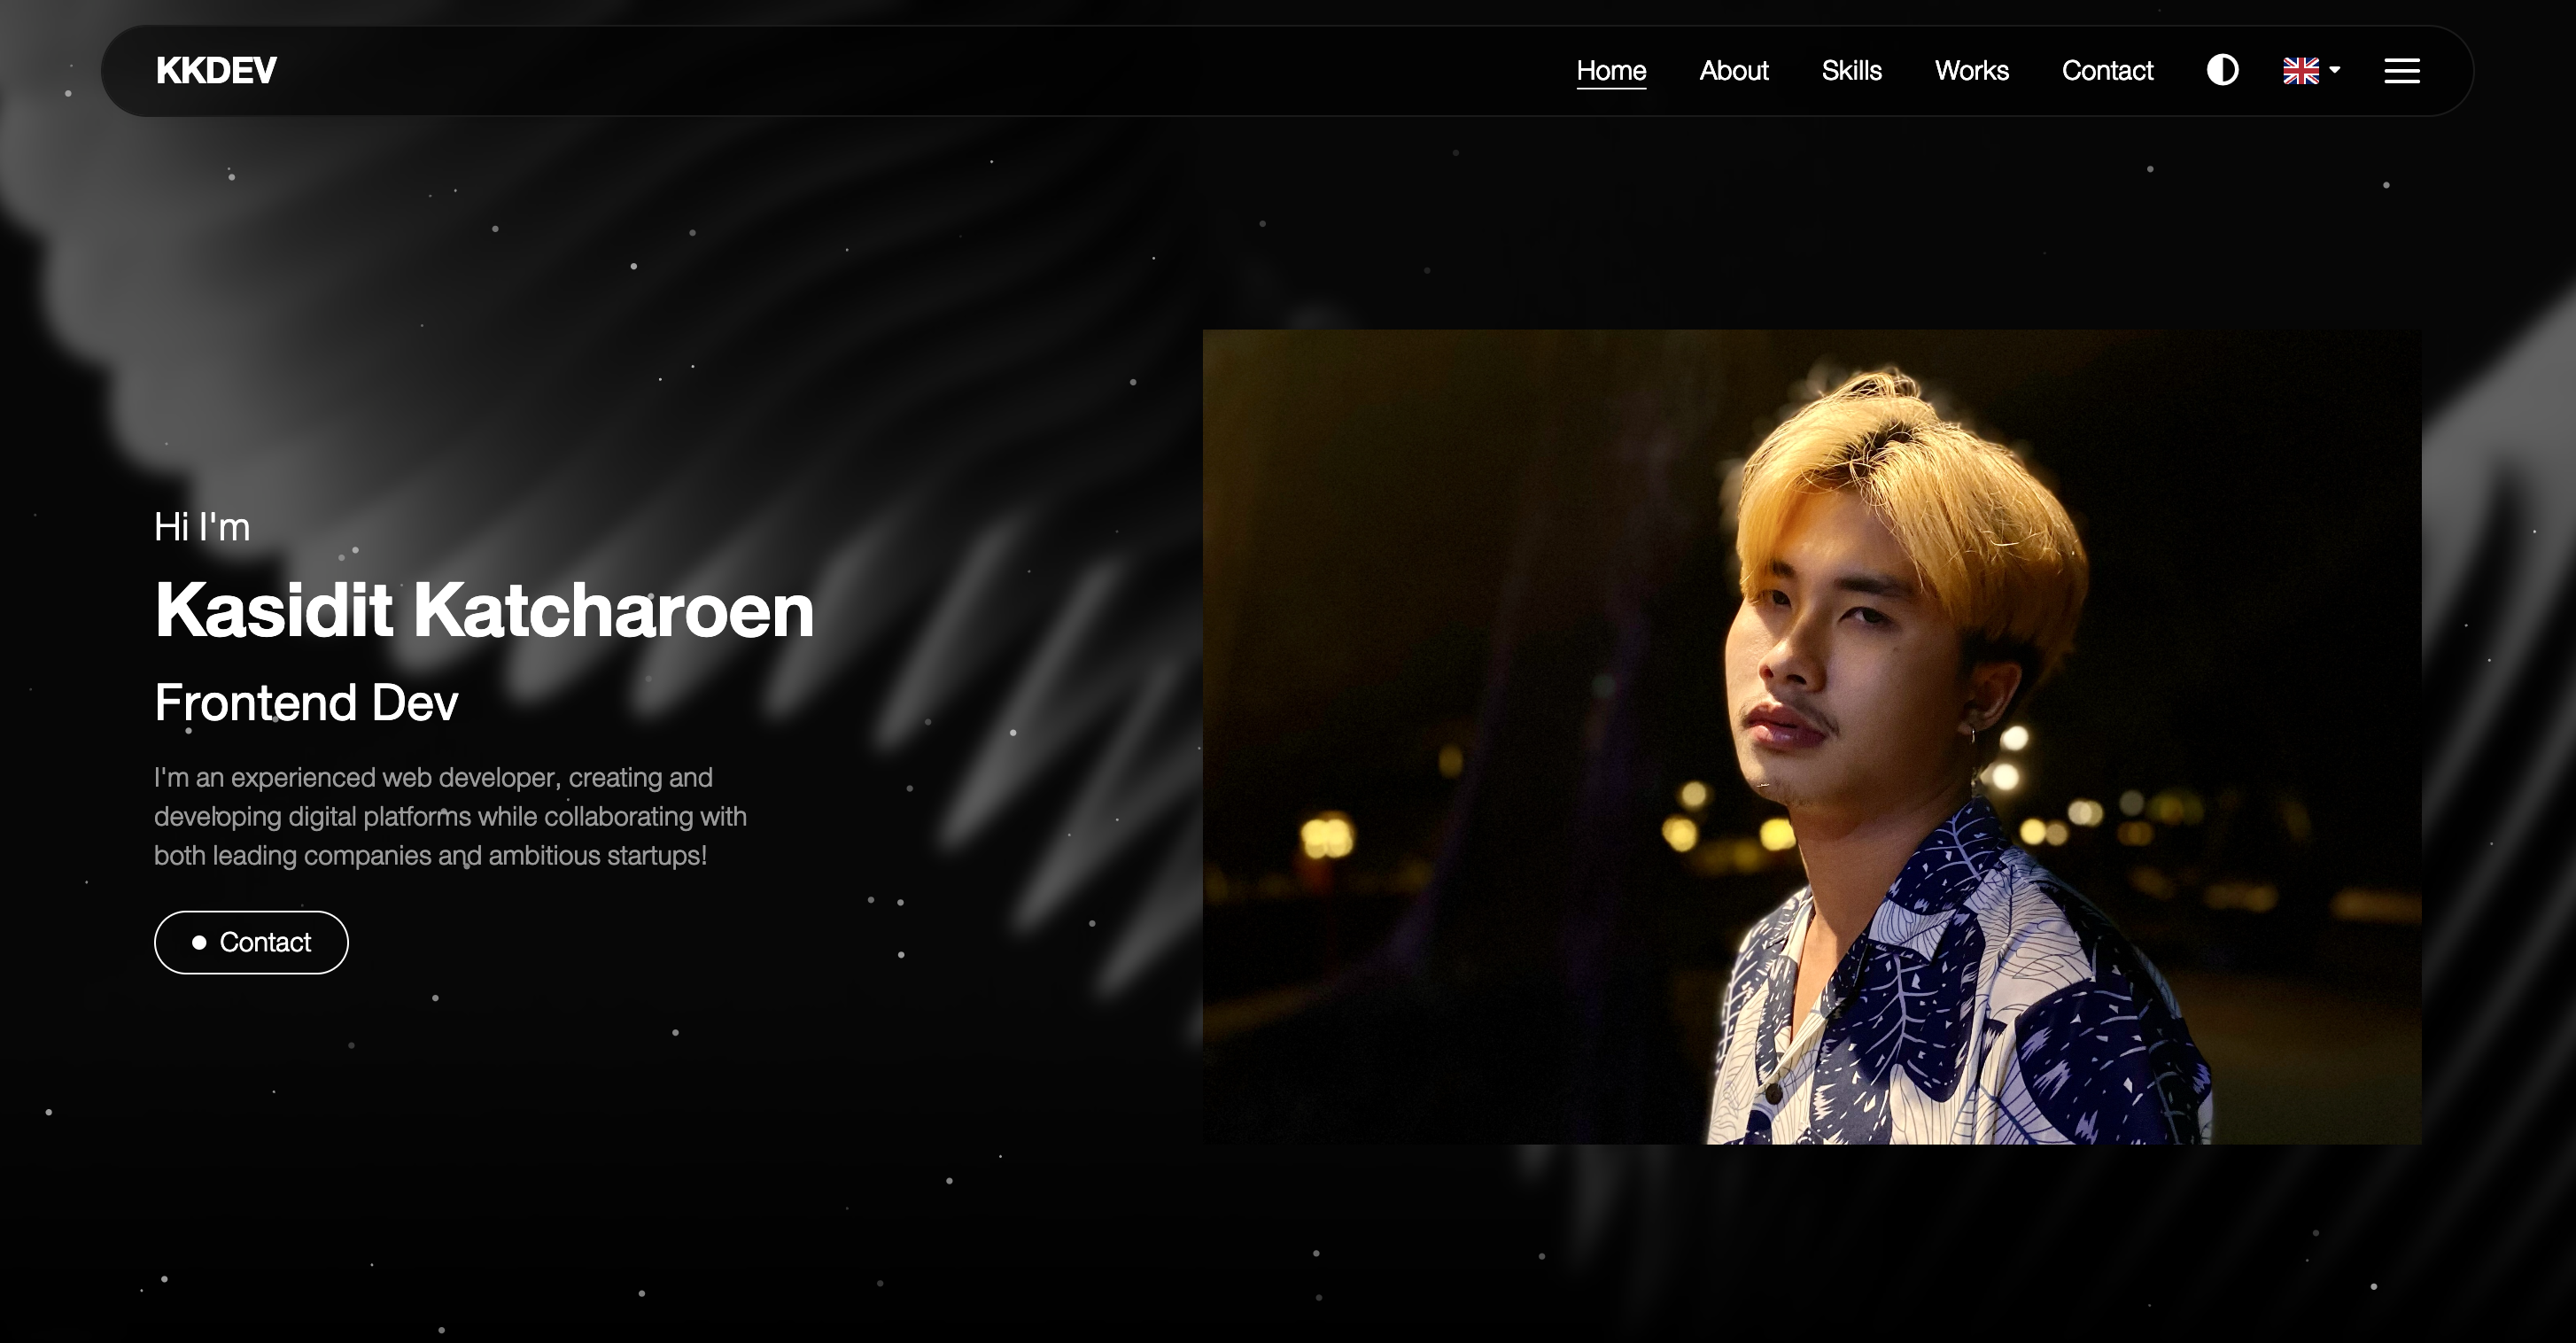 KKDEV
Home About Skills Works Contact
Hi I'm
Kasidit Katcharoen
Frontend Dev
I'm an experienced web developer, creating and
developing digital platforms while collaborating with
both leading companies and ambitious startups!
Contact